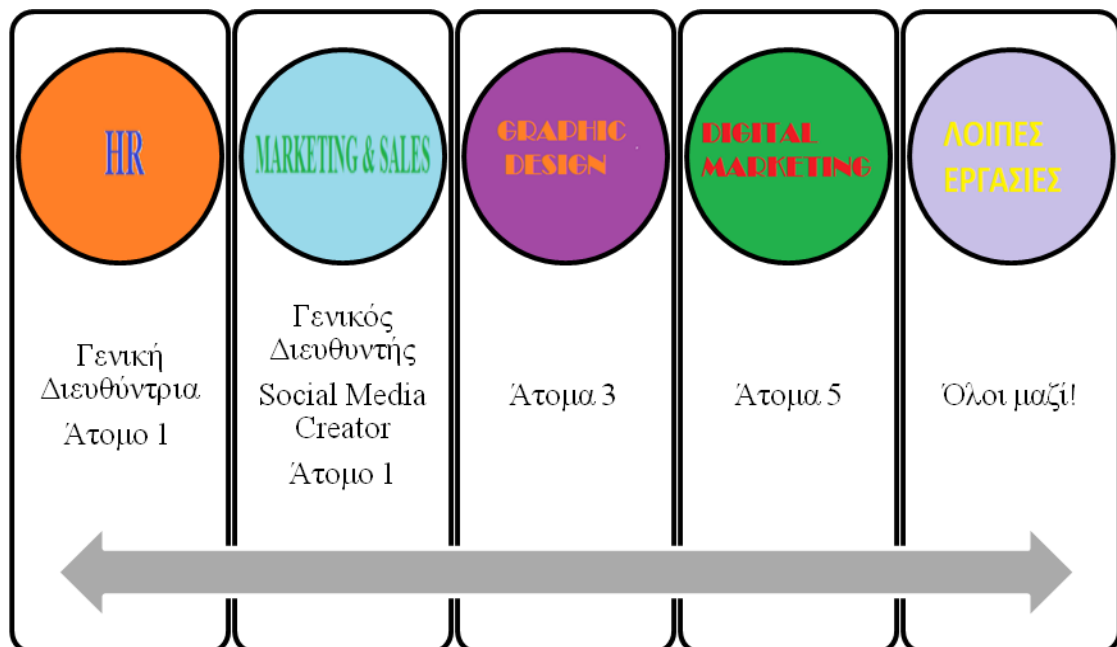 HR
Γενική
Διευθύντρια
Άτομο 1
MARKETING & SALES
Γενικός
Διευθυντής
Social Media
Creator
Άτομο 1
GRAPHIC
DESIGN
Άτομα 3
DIGITAL
MARKETING
Άτομα 5
ΛΟΙΠΕΣ
ΕΡΓΑΣΙΕΣ
Όλοι μαζί!